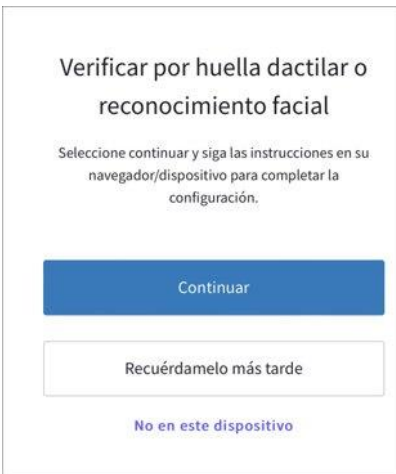 Verificar por huella dactilar o
reconocimiento facial
Seleccione continuar y siga las instrucciones en su
navegador/dispositivo para completar la
configuración.
Continuar
Recuérdamelo más tarde
No en este dispositivo